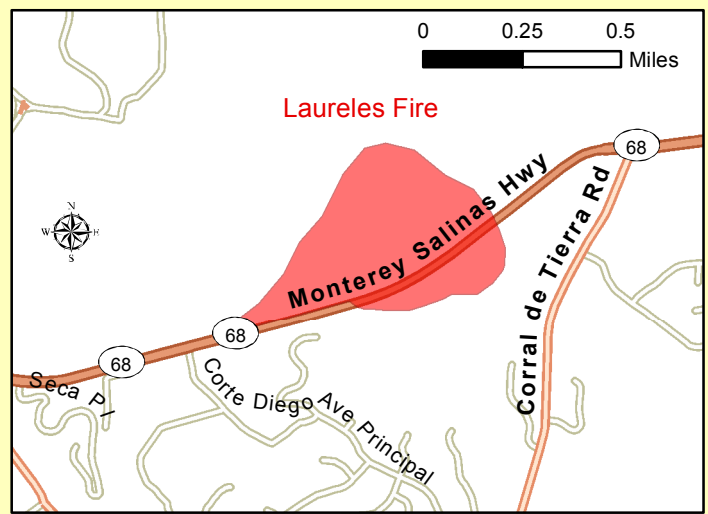 0 0.25 0.5
Miles
Laureles Fire
68
Monterey Salinas Hwy
Corral de Tierra Rd
N
W E
S
68
68
Seca Pl
Corte Diego
Ave Principal